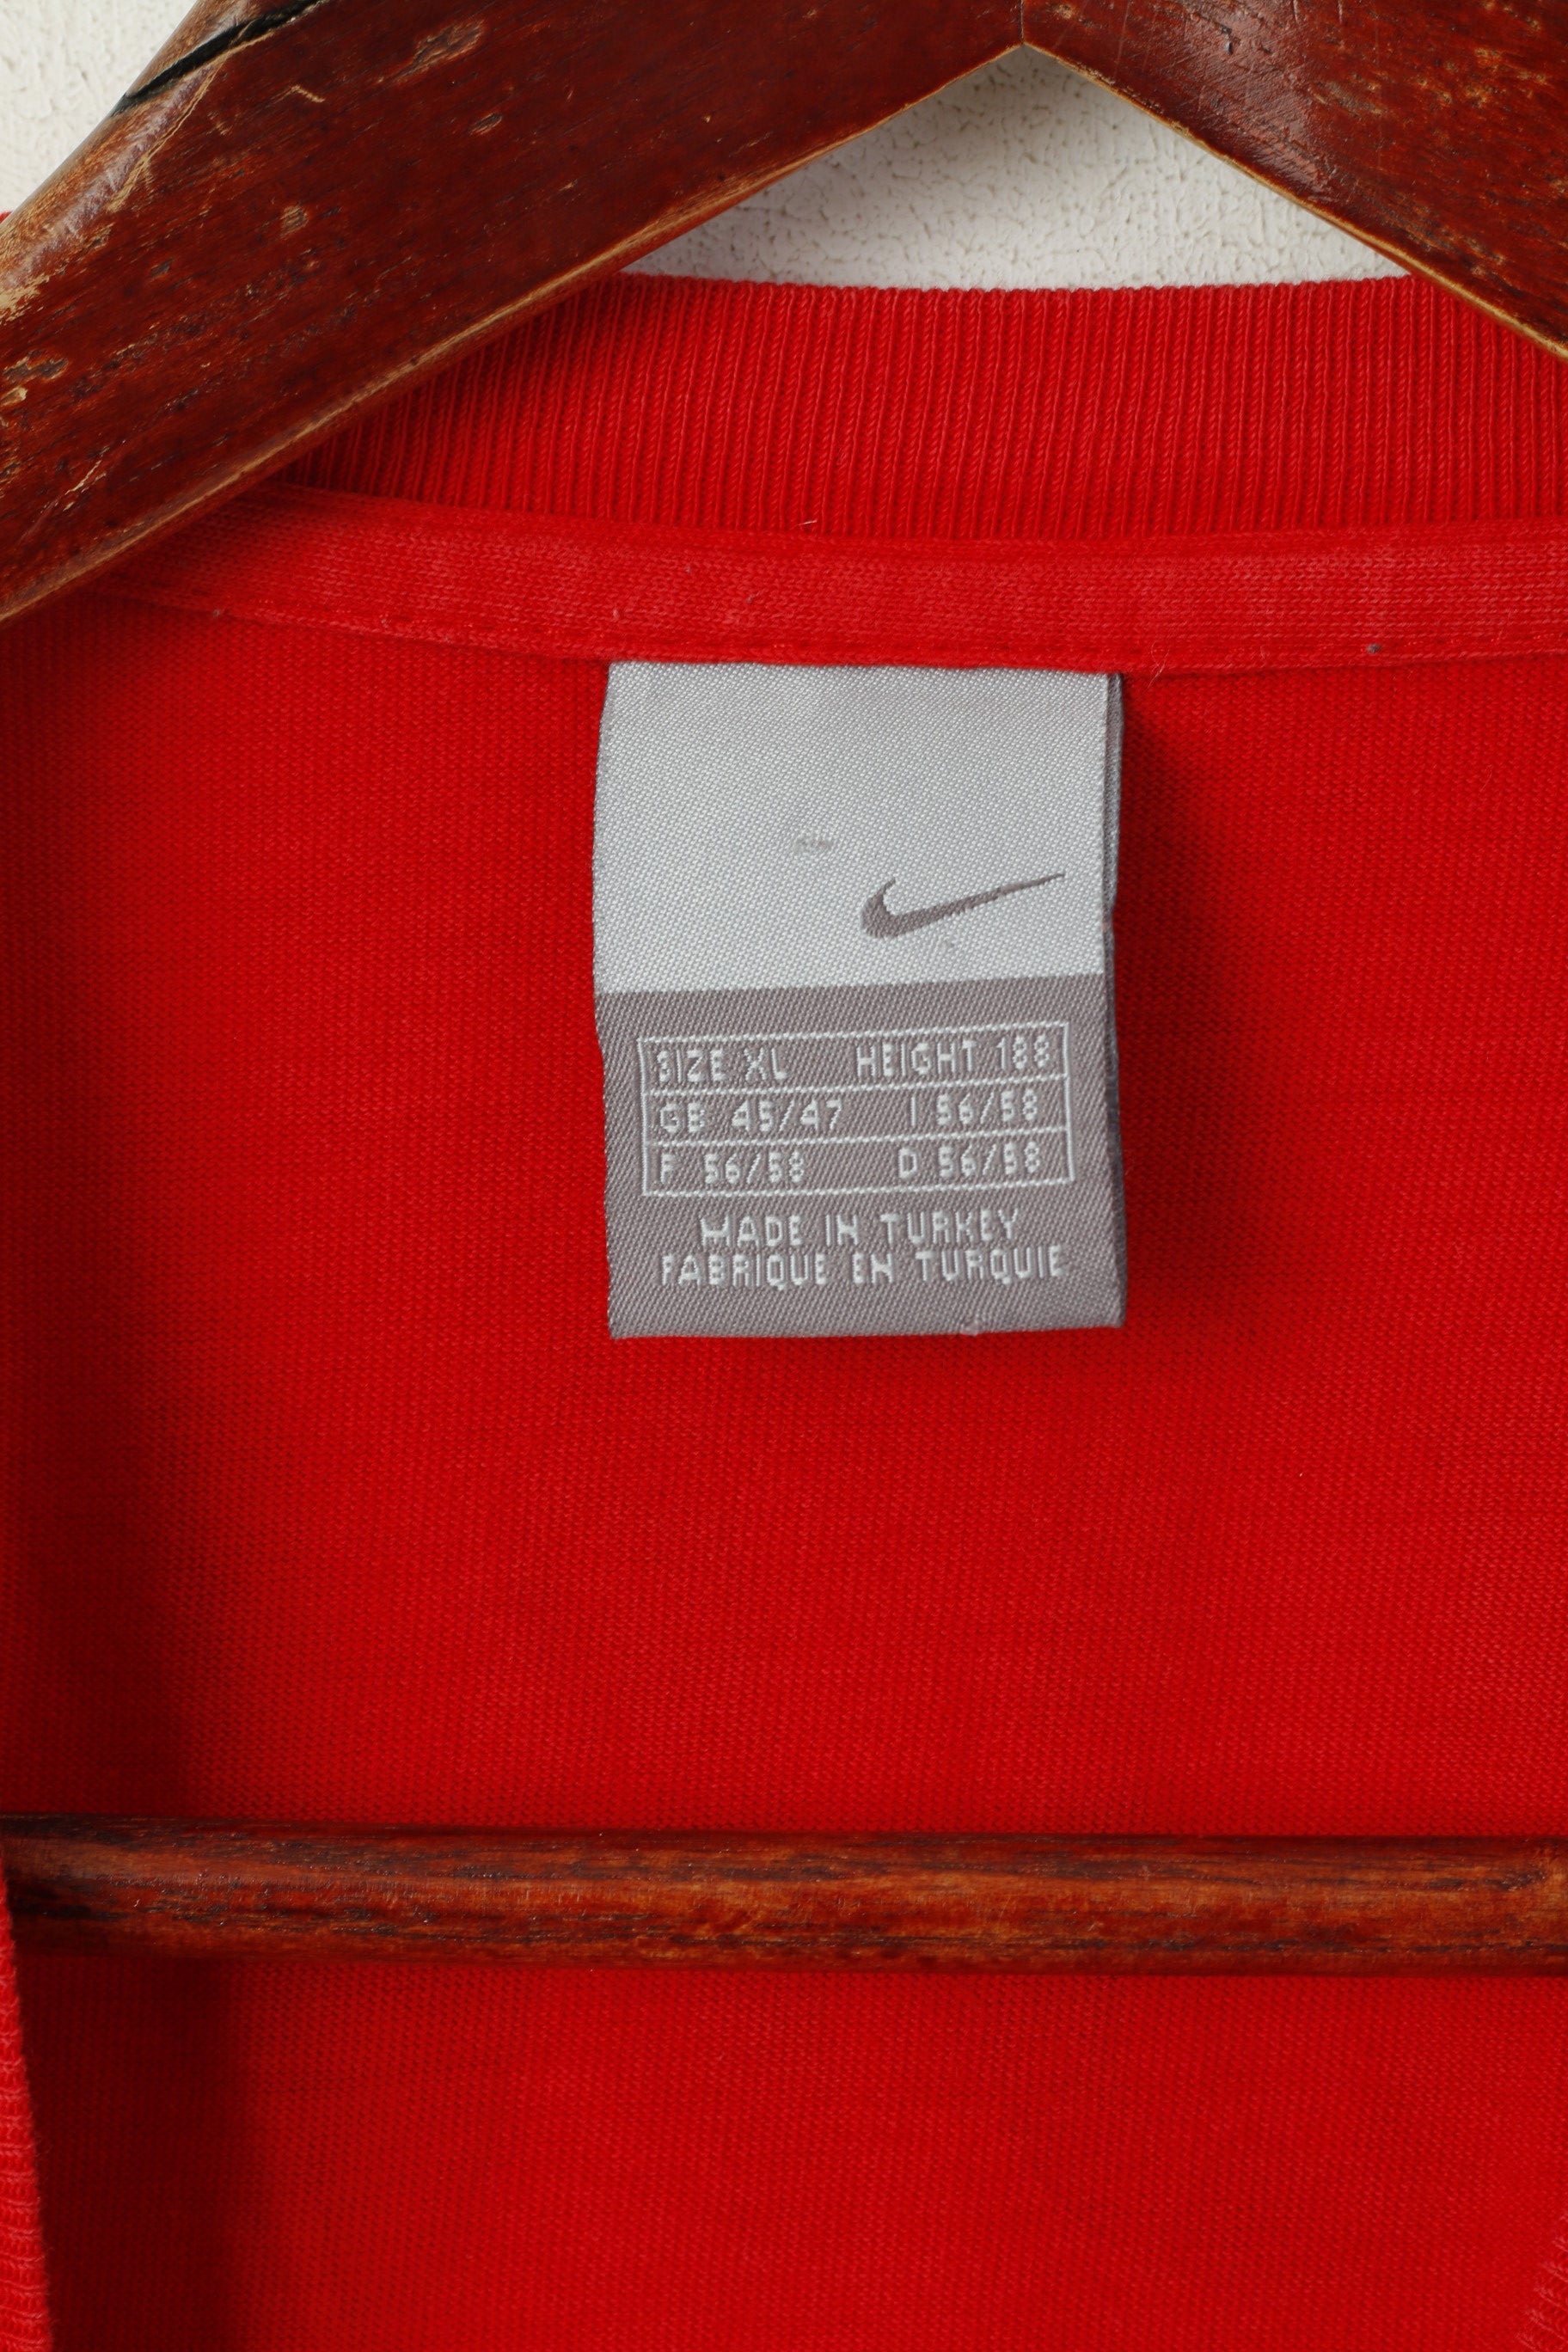 SIZE XL HEIGHT 188
GB 45/47 I 56/58
F 56/58 D 56/58
MADE IN TURKEY
FABRIQUE EN TURQUIE